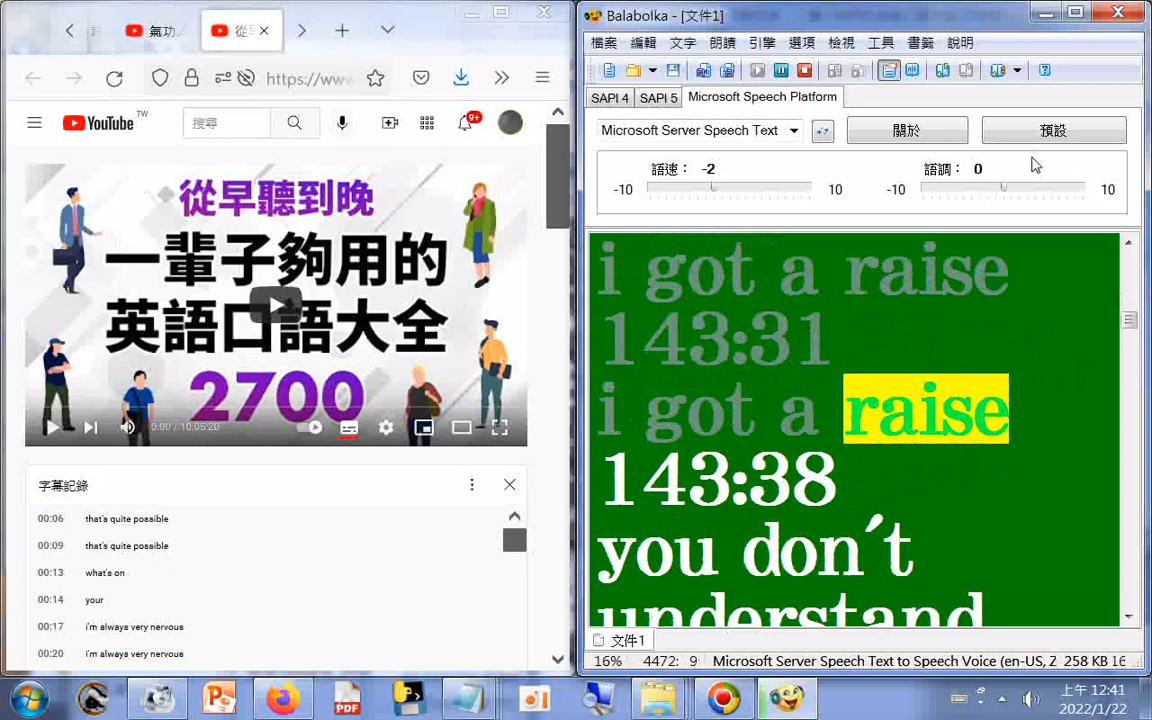 從
https://www.
YouTube
TW
搜尋
9+
從早聽到晚
一輩子夠用的
英語口語大全
2700
0:00 / 10:05:20
字幕記錄
00:06 that's quite possible
00:09 that's quite possible
00:13 what's on
00:14 your
00:17 i'm always very nervous
00:20 i'm always very nervous
Balabolka - [文件1]
檔案 編輯 文字 朗讀 引擎 選項 檢視 工具 書籤 說明
SAPI 4 SAPI 5 Microsoft Speech Platform
Microsoft Server Speech Text 關於 預設
語速： -2 語調： 0
-10 10 -10 10
i got a raise
143:31
i got a raise
143:38
you don't
understand
文件1
16% 4472: 9 Microsoft Server Speech Text to Speech Voice (en-US, Z 258 KB 16
上午 12:41
2022/1/22